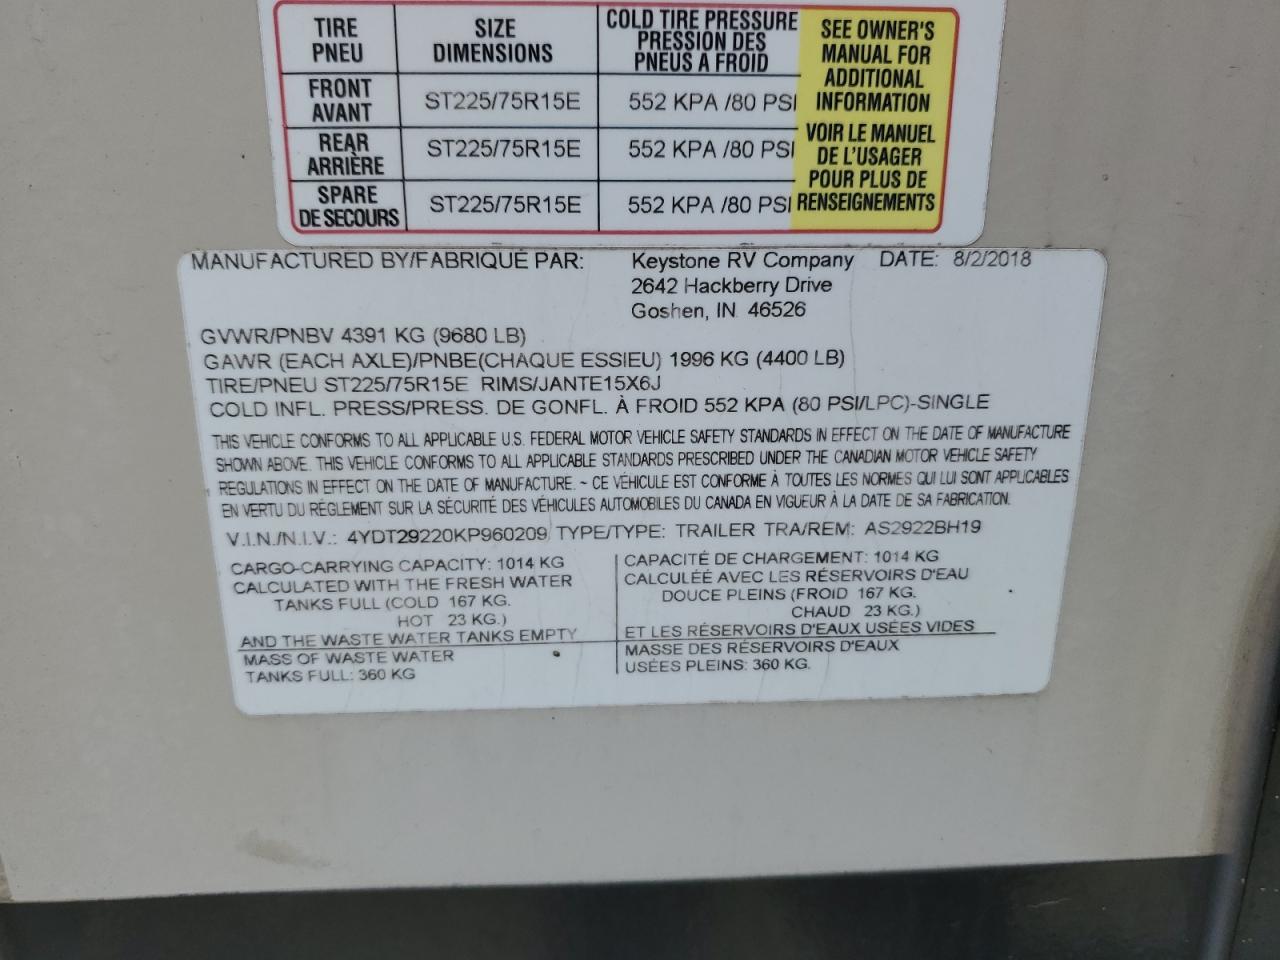 TIRE PNEU SIZE DIMENSIONS COLD TIRE PRESSURE PRESSION DES PNEUS A FROID
FRONT AVANT ST225/75R15E 552 KPA /80 PSI
REAR ARRIÈRE ST225/75R15E 552 KPA /80 PSI
SPARE DE SECOURS ST225/75R15E 552 KPA /80 PSI
SEE OWNER'S
MANUAL FOR
ADDITIONAL
INFORMATION
VOIR LE MANUEL
DE L'USAGER
POUR PLUS DE
RENSEIGNEMENTS
MANUFACTURED BY/FABRIQUÉ PAR: Keystone RV Company DATE: 8/2/2018
2642 Hackberry Drive
Goshen, IN 46526
GVWR/PNBV 4391 KG (9680 LB)
GAWR (EACH AXLE)/PNBE(CHAQUE ESSIEU) 1996 KG (4400 LB)
TIRE/PNEU ST225/75R15E RIMS/JANTE15X6J
COLD INFL. PRESS/PRESS. DE GONFL. À FROID 552 KPA (80 PSI/LPC)-SINGLE
THIS VEHICLE CONFORMS TO ALL APPLICABLE U.S. FEDERAL MOTOR VEHICLE SAFETY STANDARDS IN EFFECT ON THE DATE OF MANUFACTURE
SHOWN ABOVE. THIS VEHICLE CONFORMS TO ALL APPLICABLE STANDARDS PRESCRIBED UNDER THE CANADIAN MOTOR VEHICLE SAFETY
REGULATIONS IN EFFECT ON THE DATE OF MANUFACTURE. ~ CE VÉHICULE EST CONFORME À TOUTES LES NORMES QUI LUI SONT APPLICABLES
EN VERTU DU RÉGLEMENT SUR LA SÉCURITÉ DES VÉHICULES AUTOMOBILES DU CANADA EN VIGUEUR À LA DATE DE SA FABRICATION.
V.I.N./N.I.V.: 4YDT29220KP960209 TYPE/TYPE: TRAILER TRA/REM: AS2922BH19
CARGO-CARRYING CAPACITY: 1014 KG
CALCULATED WITH THE FRESH WATER
TANKS FULL (COLD 167 KG.
HOT 23 KG.)
AND THE WASTE WATER TANKS EMPTY
MASS OF WASTE WATER
TANKS FULL: 360 KG
CAPACITÉ DE CHARGEMENT: 1014 KG
CALCULÉE AVEC LES RÉSERVOIRS D'EAU
DOUCE PLEINS (FROID 167 KG.
CHAUD 23 KG.)
ET LES RÉSERVOIRS D'EAUX USÉES VIDES
MASSE DES RÉSERVOIRS D'EAUX
USÉES PLEINS: 360 KG.